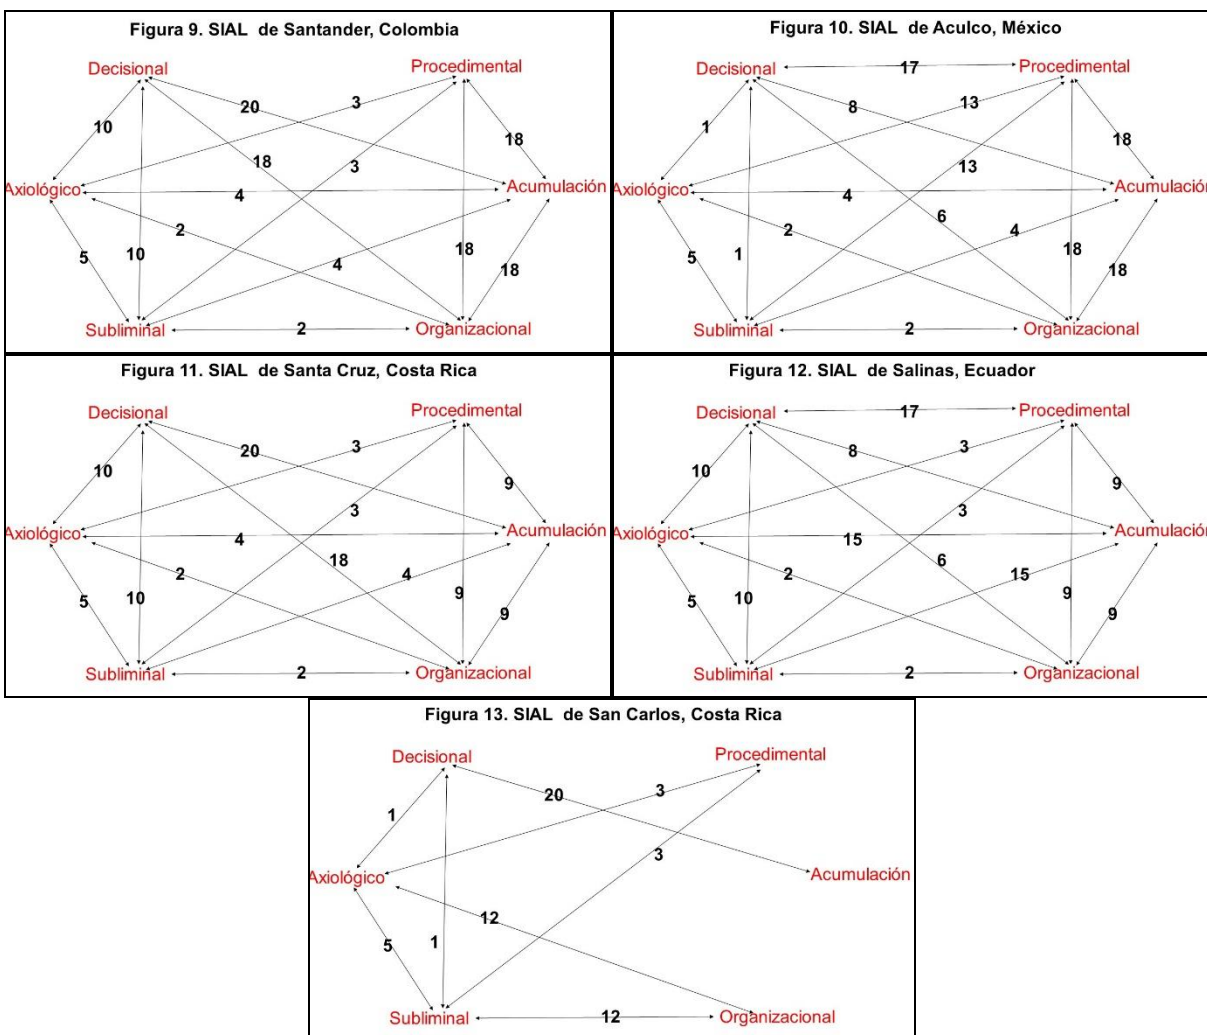 Figura 9. SIAL de Santander, Colombia
Decisional
Procedimental
20
3
10
18
18
3
Axiológico
4
Acumulación
2
5
10
18
4
18
Subliminal
2
Organizacional
Figura 10. SIAL de Aculco, México
Decisional
17
Procedimental
8
13
1
18
13
Axiológico
4
Acumulación
6
2
4
5
1
18
18
Subliminal
2
Organizacional
Figura 11. SIAL de Santa Cruz, Costa Rica
Decisional
Procedimental
20
3
10
9
3
Axiológico
4
Acumulación
18
2
4
5
10
9
9
Subliminal
2
Organizacional
Figura 12. SIAL de Salinas, Ecuador
Decisional
17
Procedimental
8
3
10
9
3
Axiológico
15
Acumulación
6
2
15
5
10
9
9
Subliminal
2
Organizacional
Figura 13. SIAL de San Carlos, Costa Rica
Decisional
Procedimental
20
3
1
3
Axiológico
Acumulación
12
5
1
Subliminal
12
Organizacional